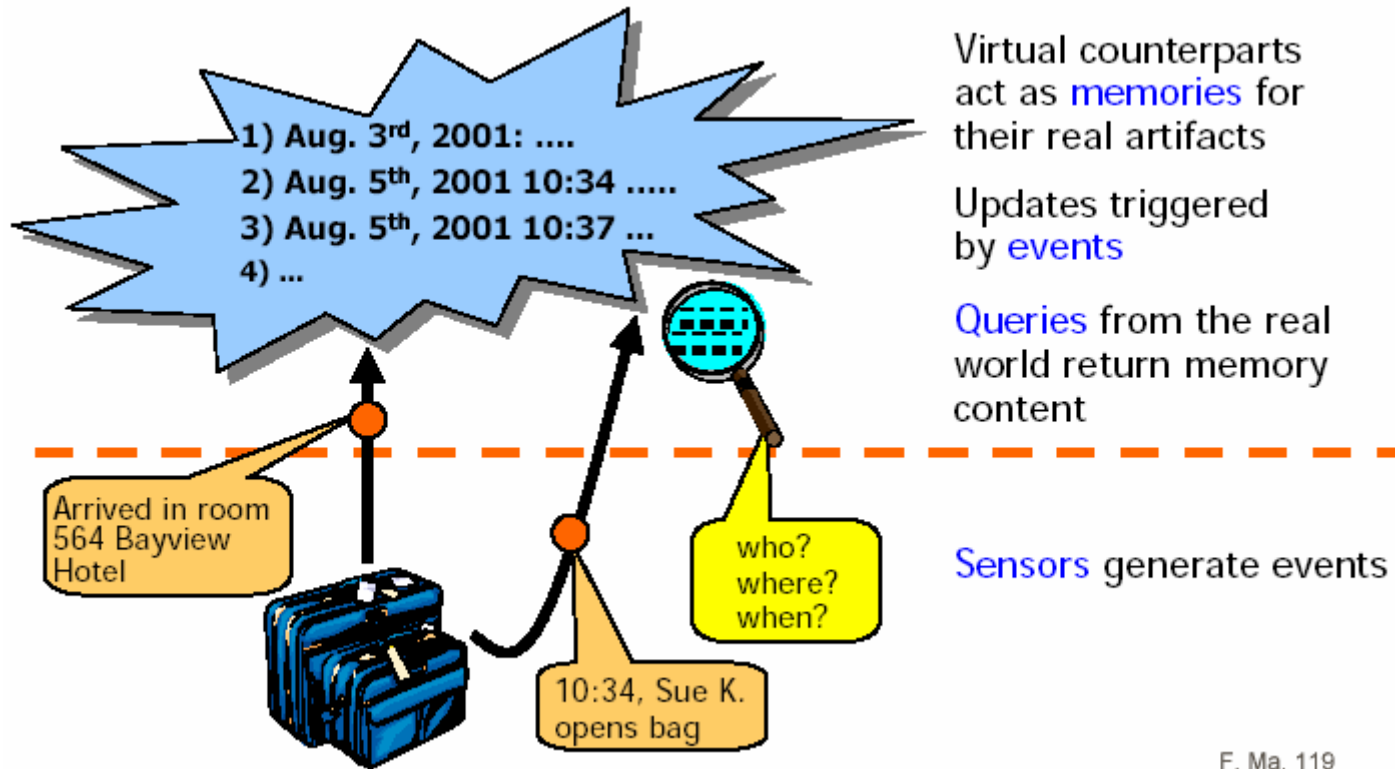 Virtual counterparts
act as memories for
their real artifacts
1) Aug. 3rd, 2001: ....
2) Aug. 5th, 2001 10:34 .....
3) Aug. 5th, 2001 10:37 ...
4) ...
Updates triggered
by events
Queries from the real
world return memory
content
Arrived in room
564 Bayview
Hotel
who?
where?
when?
Sensors generate events
10:34, Sue K.
opens bag
F. Ma. 119